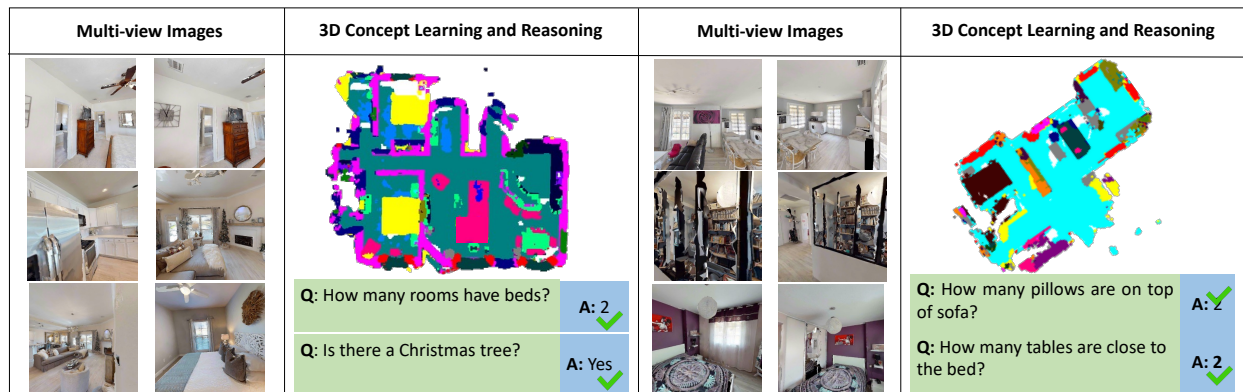 Multi-view Images
3D Concept Learning and Reasoning
Multi-view Images
3D Concept Learning and Reasoning
Q: How many rooms have beds?
A: 2
Q: Is there a Christmas tree?
A: Yes
Q: How many pillows are on top
of sofa?
A: 2
Q: How many tables are close to
the bed?
A: 2